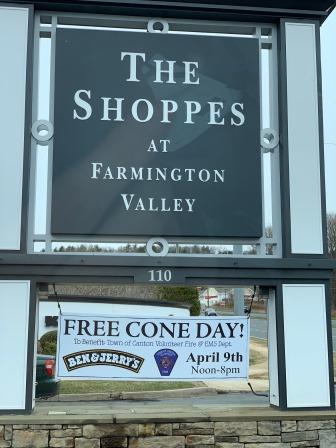 THE
SHOPPES
AT
FARMINGTON
VALLEY
110
FREE CONE DAY!
To Benefit Town of Canton Volunteer Fire @ EMS Dept.
BEN & JERRY'S
April 9th
Noon-8pm